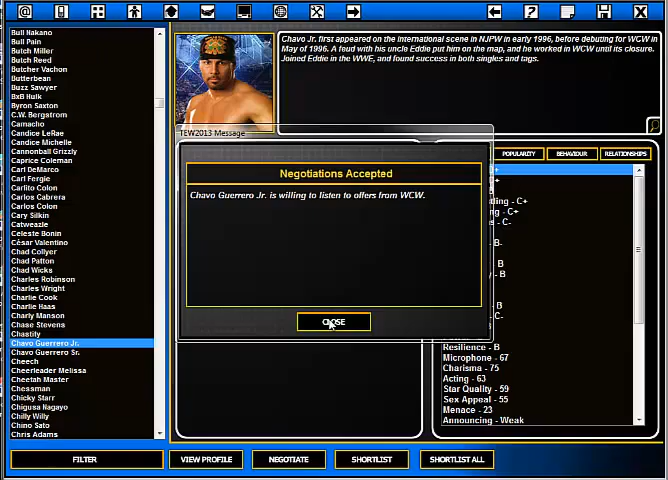 Bull Nakano
Bull Pain
Butch Miller
Butch Reed
Butcher Vachon
Butterbean
Buzz Sawyer
BxB Hulk
Byron Saxton
C.W. Bergstrom
Camacho
Candice LeRae
Candice Michelle
Cannonball Grizzly
Caprice Coleman
Carl DeMarco
Carl Fergie
Carlito Colon
Carlos Cabrera
Carlos Colon
Cary Silkin
Catweazle
Celeste Bonin
César Valentino
Chad Collyer
Chad Patton
Chad Wicks
Charles Robinson
Charles Wright
Charlie Cook
Charlie Haas
Charly Manson
Chase Stevens
Chastity
Chavo Guerrero Jr.
Chavo Guerrero Sr.
Cheech
Cheerleader Melissa
Cheetah Master
Chessman
Chicky Starr
Chigusa Nagayo
Chilly Willy
Chino Sato
Chris Adams
Chavo Jr. first appeared on the international scene in NJPW in early 1996, before debuting for WCW in
May of 1996. A feud with his uncle Eddie put him on the map, and he worked in WCW until its closure.
Joined Eddie in the WWE, and found success in both singles and tags.
TEW2013 Message
Negotiations Accepted
Chavo Guerrero Jr. is willing to listen to offers from WCW.
CLOSE
POPULARITY
BEHAVIOUR
RELATIONSHIPS
C+
C+
C-
B-
B
B
Resilience - B
Microphone - 67
Charisma - 75
Acting - 63
Star Quality - 59
Sex Appeal - 55
Menace - 23
Announcing - Weak
FILTER
VIEW PROFILE
NEGOTIATE
SHORTLIST
SHORTLIST ALL